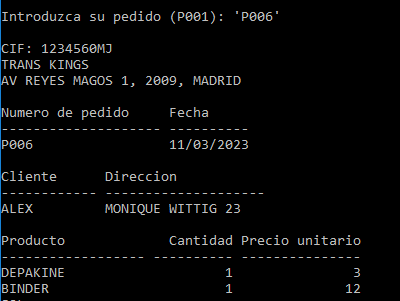 Introduzca su pedido (P001): 'P006'
CIF: 1234560MJ
TRANS KINGS
AV REYES MAGOS 1, 2009, MADRID
Numero de pedido Fecha
-------------------- ----------
P006 11/03/2023
Cliente Direccion
------------ --------------------
ALEX MONIQUE WITTIG 23
Producto Cantidad Precio unitario
------------------ ---------- ---------------
DEPAKINE 1 3
BINDER 1 12